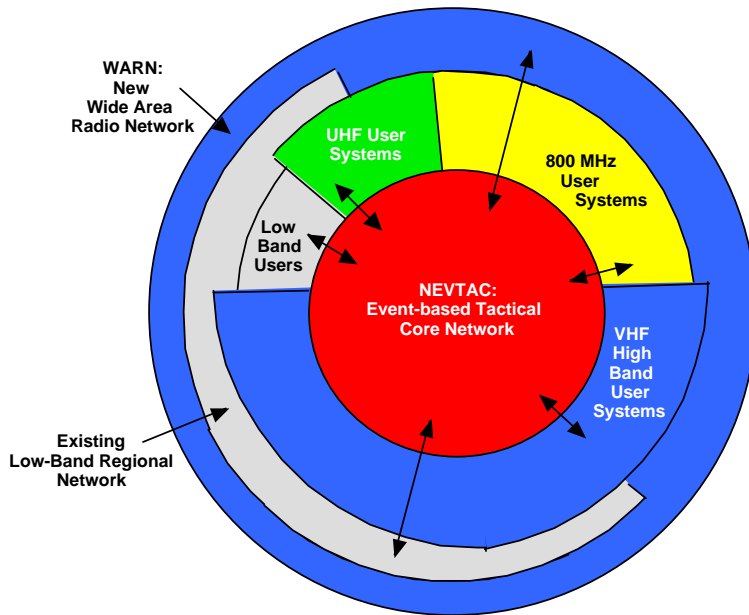 WARN:
New
Wide Area
Radio Network
UHF User
Systems
800 MHz
User
Systems
Low
Band
Users
NEVTAC:
Event-based Tactical
Core Network
VHF
High
Band
User
Systems
Existing
Low-Band Regional
Network